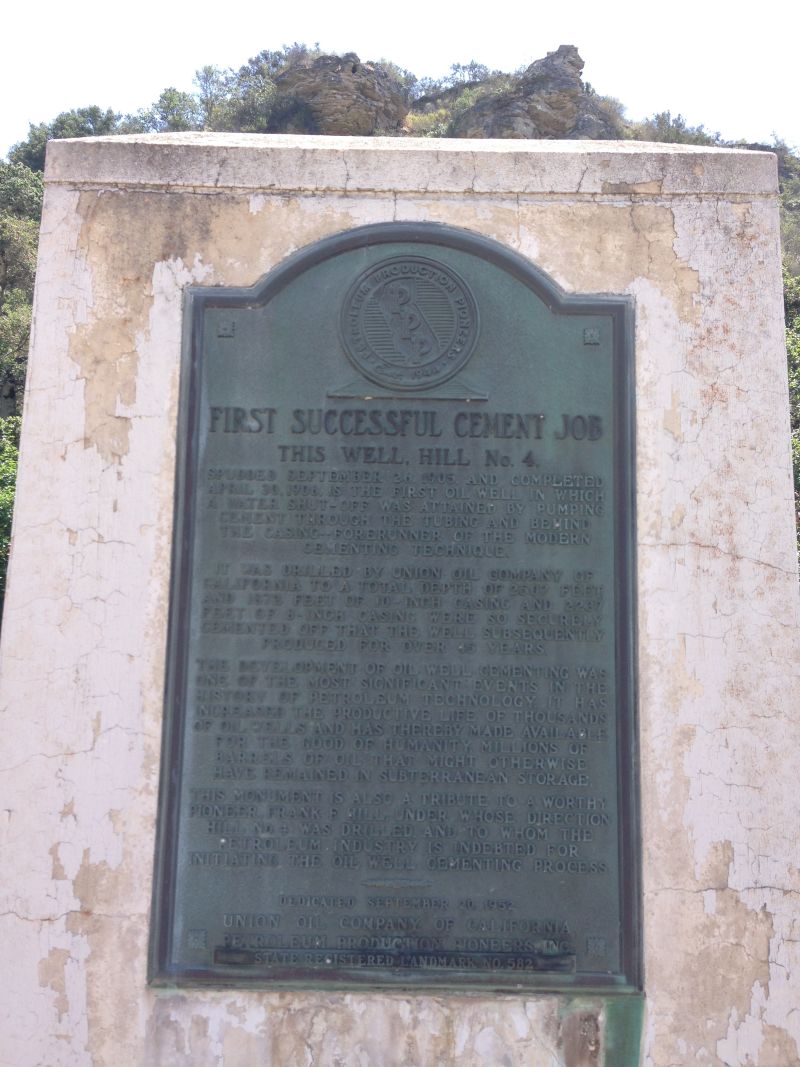 PETROLEUM PRODUCTION PIONEERS
PPP
EST. 1944
FIRST SUCCESSFUL CEMENT JOB
THIS WELL, HILL No. 4,
SPUDDED SEPTEMBER 26, 1905, AND COMPLETED
APRIL 30, 1906, IS THE FIRST OIL WELL IN WHICH
A WATER SHUT-OFF WAS ATTAINED BY PUMPING
CEMENT THROUGH THE TUBING AND BEHIND
THE CASING--FORERUNNER OF THE MODERN
CEMENTING TECHNIQUE.
IT WAS DRILLED BY UNION OIL COMPANY OF
CALIFORNIA TO A TOTAL DEPTH OF 2507 FEET
AND FEET OF 10-INCH CASING AND 2237
FEET OF 8-INCH CASING WERE SO SECURELY
CEMENTED OFF THAT THE WELL SUBSEQUENTLY
PRODUCED FOR OVER 45 YEARS.
THE DEVELOPMENT OF OIL WELL CEMENTING WAS
ONE OF THE MOST SIGNIFICANT EVENTS IN THE
HISTORY OF PETROLEUM TECHNOLOGY. IT HAS
INCREASED THE PRODUCTIVE LIFE OF THOUSANDS
OF OIL WELLS AND HAS THEREBY MADE AVAILABLE
FOR THE GOOD OF HUMANITY MILLIONS OF
BARRELS OF OIL THAT MIGHT OTHERWISE
HAVE REMAINED IN SUBTERRANEAN STORAGE.
THIS MONUMENT IS ALSO A TRIBUTE TO A WORTHY
PIONEER, FRANK F. HILL, UNDER WHOSE DIRECTION
HILL No. 4 WAS DRILLED AND TO WHOM THE
PETROLEUM INDUSTRY IS INDEBTED FOR
INITIATING THE OIL WELL CEMENTING PROCESS.
DEDICATED SEPTEMBER 20, 1952
UNION OIL COMPANY OF CALIFORNIA
PETROLEUM PRODUCTION PIONEERS, INC.
STATE REGISTERED LANDMARK NO. 582